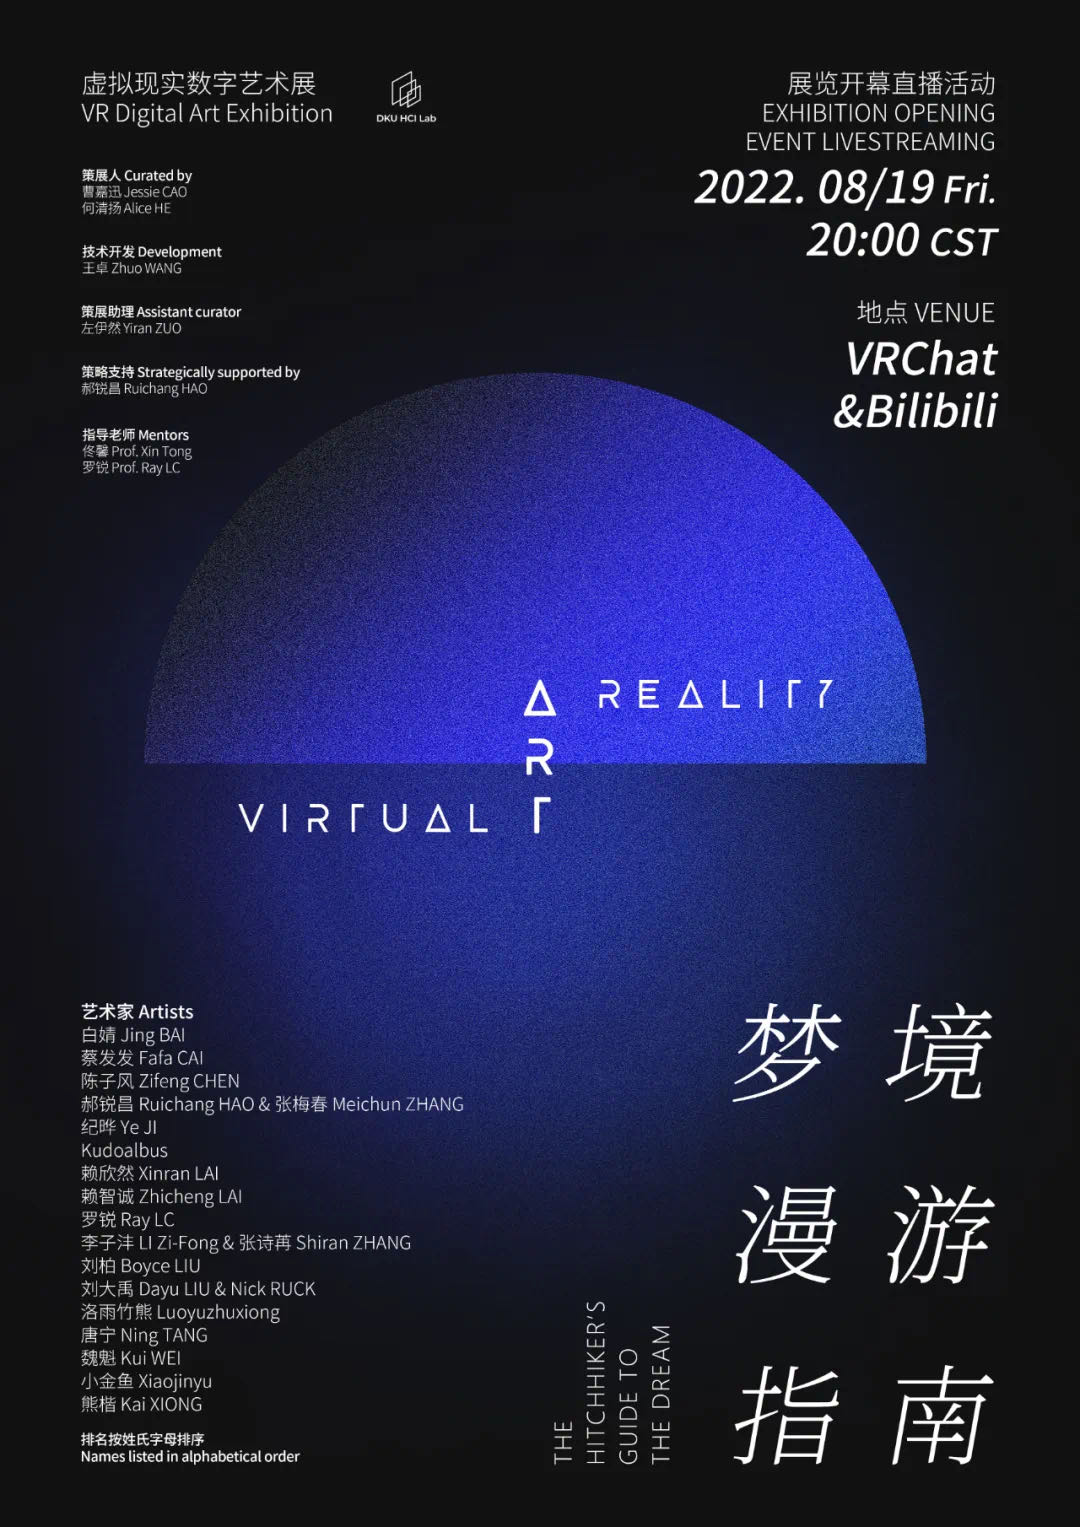 虚拟现实数字艺术展
VR Digital Art Exhibition
DKU HCI Lab
展览开幕直播活动
EXHIBITION OPENING
EVENT LIVESTREAMING
2022. 08/19 Fri.
20:00 CST
地点 VENUE
VRChat
&Bilibili
策展人 Curated by
曹嘉迅 Jessie CAO
何清扬 Alice HE
技术开发 Development
王卓 Zhuo WANG
策展助理 Assistant curator
左伊然 Yiran ZUO
策略支持 Strategically supported by
郝锐昌 Ruichang HAO
指导老师 Mentors
佟馨 Prof. Xin Tong
罗锐 Prof. Ray LC
VIRTUAL
ART
REALITY
艺术家 Artists
白婧 Jing BAI
蔡发发 Fafa CAI
陈子风 Zifeng CHEN
郝锐昌 Ruichang HAO & 张梅春 Meichun ZHANG
纪晔 Ye JI
Kudoalbus
赖欣然 Xinran LAI
赖智诚 Zhicheng LAI
罗锐 Ray LC
李子沣 LI Zi-Fong & 张诗苒 Shiran ZHANG
刘柏 Boyce LIU
刘大禹 Dayu LIU & Nick RUCK
洛雨竹熊 Luoyuzhuxiong
唐宁 Ning TANG
魏魁 Kui WEI
小金鱼 Xiaojinyu
熊楷 Kai XIONG
排名按姓氏字母排序
Names listed in alphabetical order
THE
HITCHHIKER'S
GUIDE TO
THE DREAM
梦境
漫游
指南